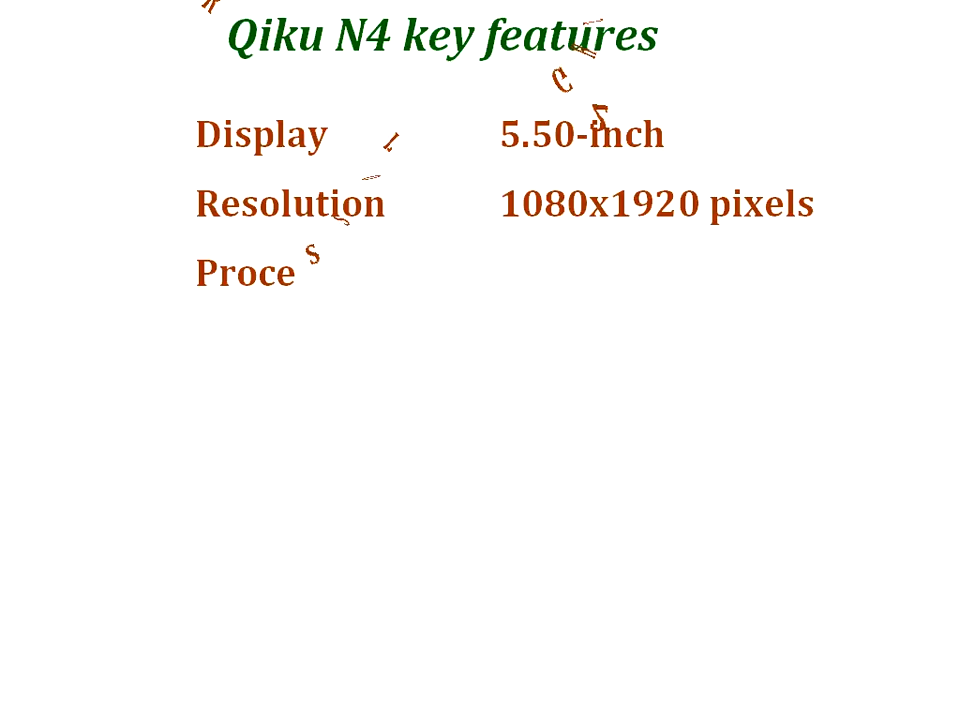 Qiku N4 key features
Display 5.50-inch
Resolution 1080x1920 pixels
Proce s